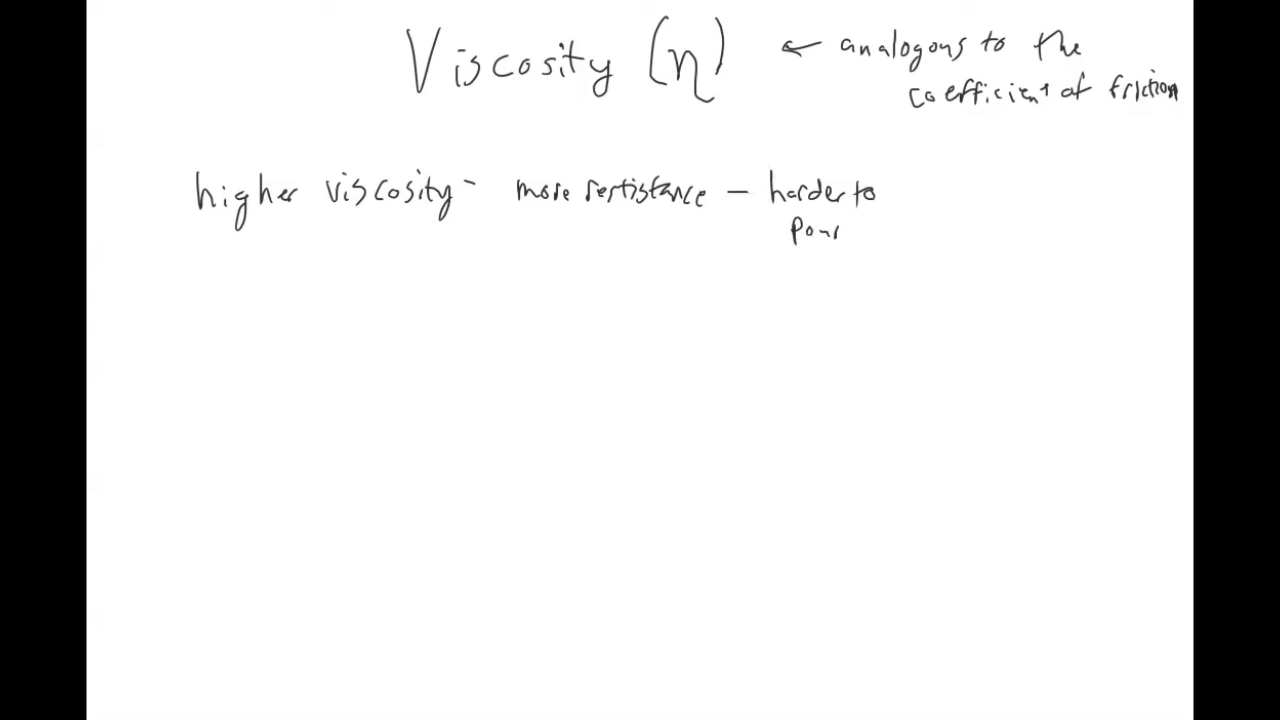 Viscosity (η) ← analogous to the
coefficient of friction
higher viscosity - more restistance - harder to
pour